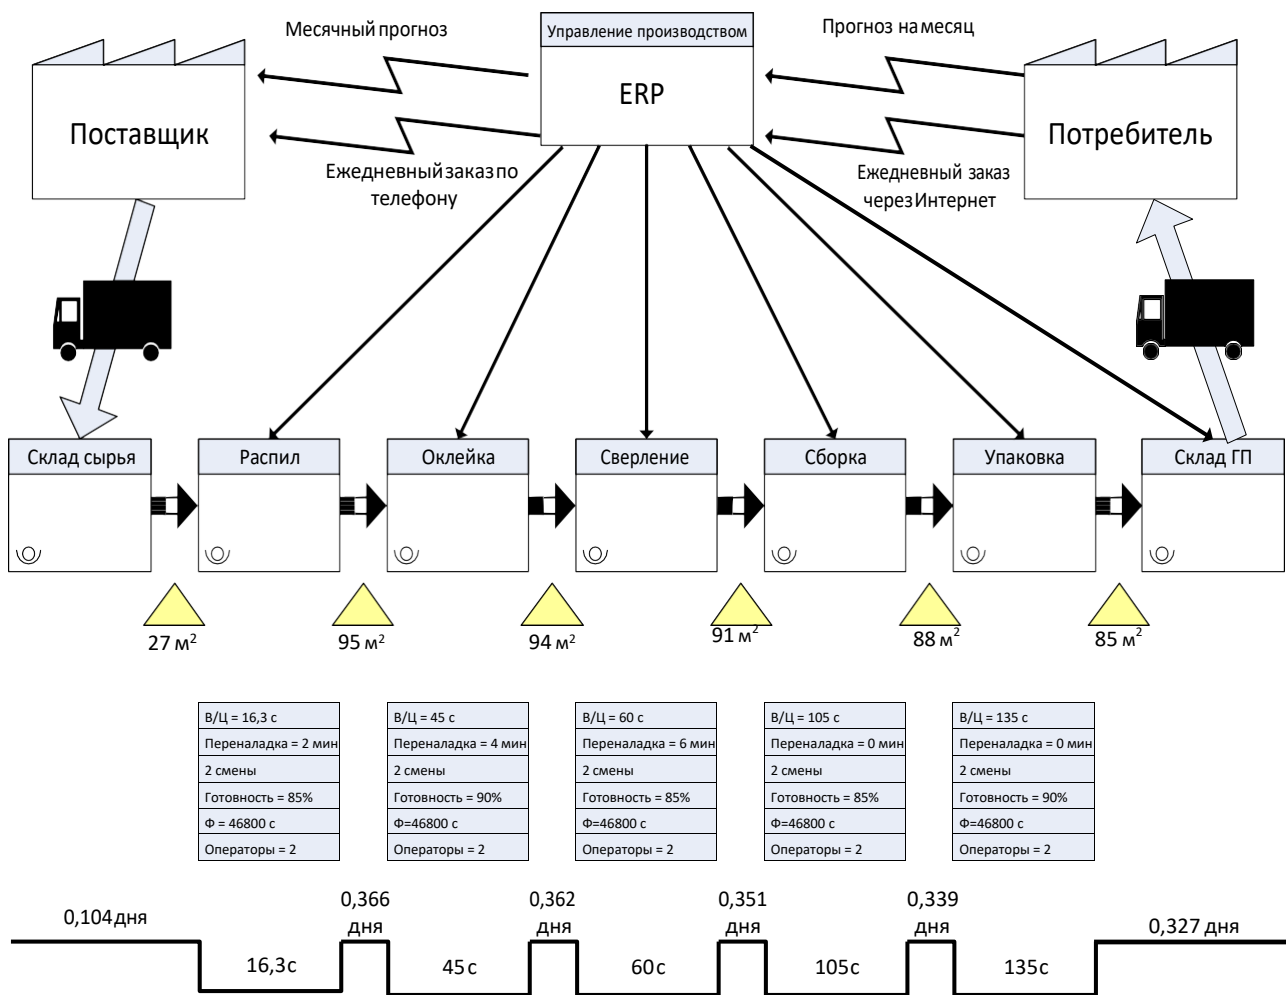 Месячный прогноз
Управление производством
Прогноз на месяц
ERP
Поставщик
Потребитель
Ежедневный заказ по
телефону
Ежедневный заказ
через Интернет
Склад сырья
Распил
Оклейка
Сверление
Сборка
Упаковка
Склад ГП
27 м²
95 м²
94 м²
91 м²
88 м²
85 м²
В/Ц = 16,3 с
Переналадка = 2 мин
2 смены
Готовность = 85%
Ф = 46800 с
Операторы = 2
В/Ц = 45 с
Переналадка = 4 мин
2 смены
Готовность = 90%
Ф=46800 с
Операторы = 2
В/Ц = 60 с
Переналадка = 6 мин
2 смены
Готовность = 85%
Ф=46800 с
Операторы = 2
В/Ц = 105 с
Переналадка = 0 мин
2 смены
Готовность = 85%
Ф=46800 с
Операторы = 2
В/Ц = 135 с
Переналадка = 0 мин
2 смены
Готовность = 90%
Ф=46800 с
Операторы = 2
0,104 дня
0,366
дня
0,362
дня
0,351
дня
0,339
дня
0,327 дня
16,3 с
45 с
60 с
105 с
135 с